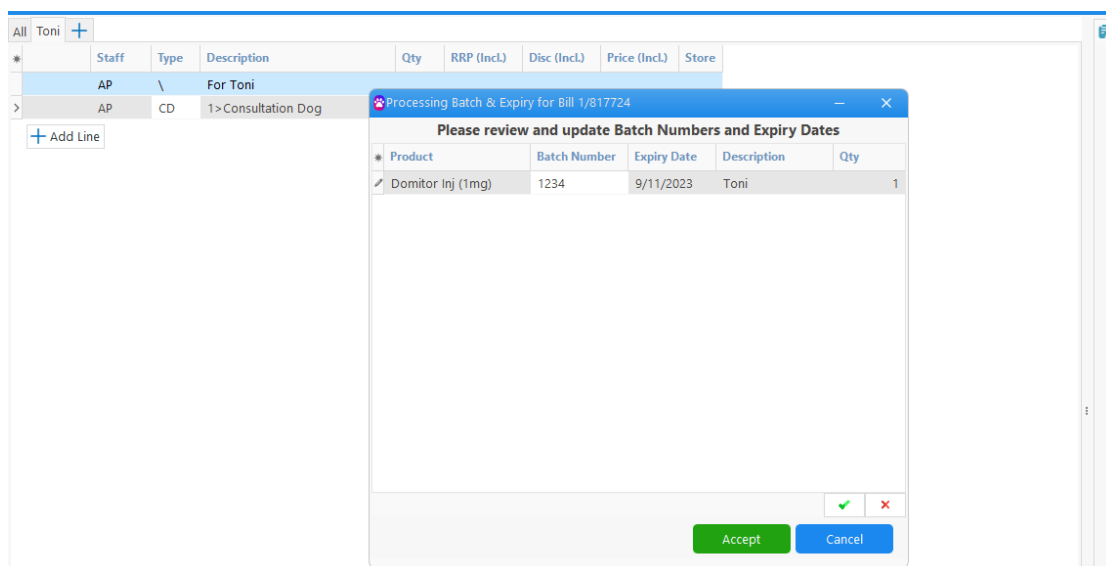 All Toni
Staff Type Description Qty RRP (Incl.) Disc (Incl.) Price (Incl.) Store
AP \ For Toni
AP CD 1>Consultation Dog
+ Add Line
Processing Batch & Expiry for Bill 1/817724
Please review and update Batch Numbers and Expiry Dates
Product Batch Number Expiry Date Description Qty
Domitor Inj (1mg) 1234 9/11/2023 Toni 1
Accept Cancel